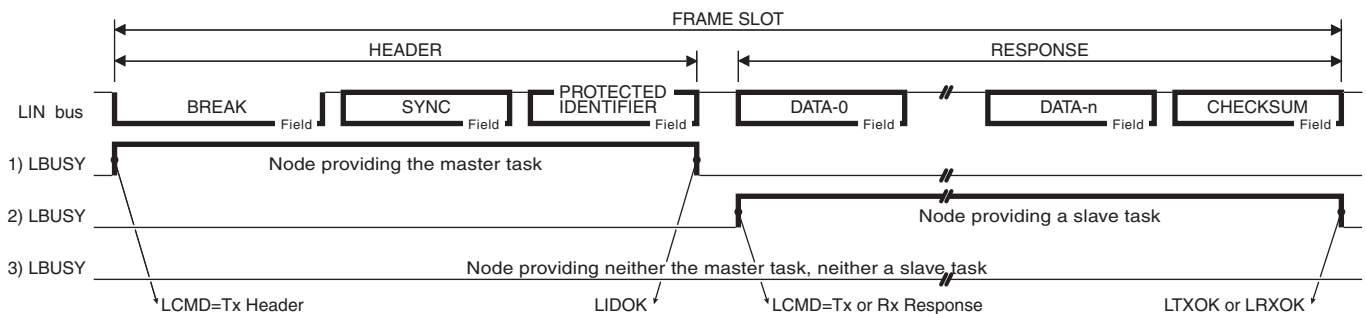 FRAME SLOT
HEADER RESPONSE
LIN bus BREAK Field SYNC Field PROTECTED IDENTIFIER Field DATA-0 Field DATA-n Field CHECKSUM Field
1) LBUSY Node providing the master task
2) LBUSY Node providing a slave task
3) LBUSY Node providing neither the master task, neither a slave task
LCMD=Tx Header LIDOK LCMD=Tx or Rx Response LTXOK or LRXOK